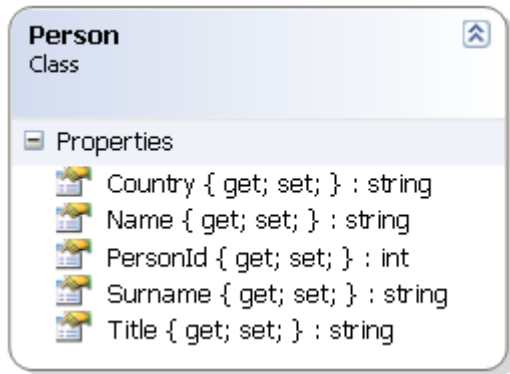 Person
Class
Properties
Country { get; set; } : string
Name { get; set; } : string
PersonId { get; set; } : int
Surname { get; set; } : string
Title { get; set; } : string